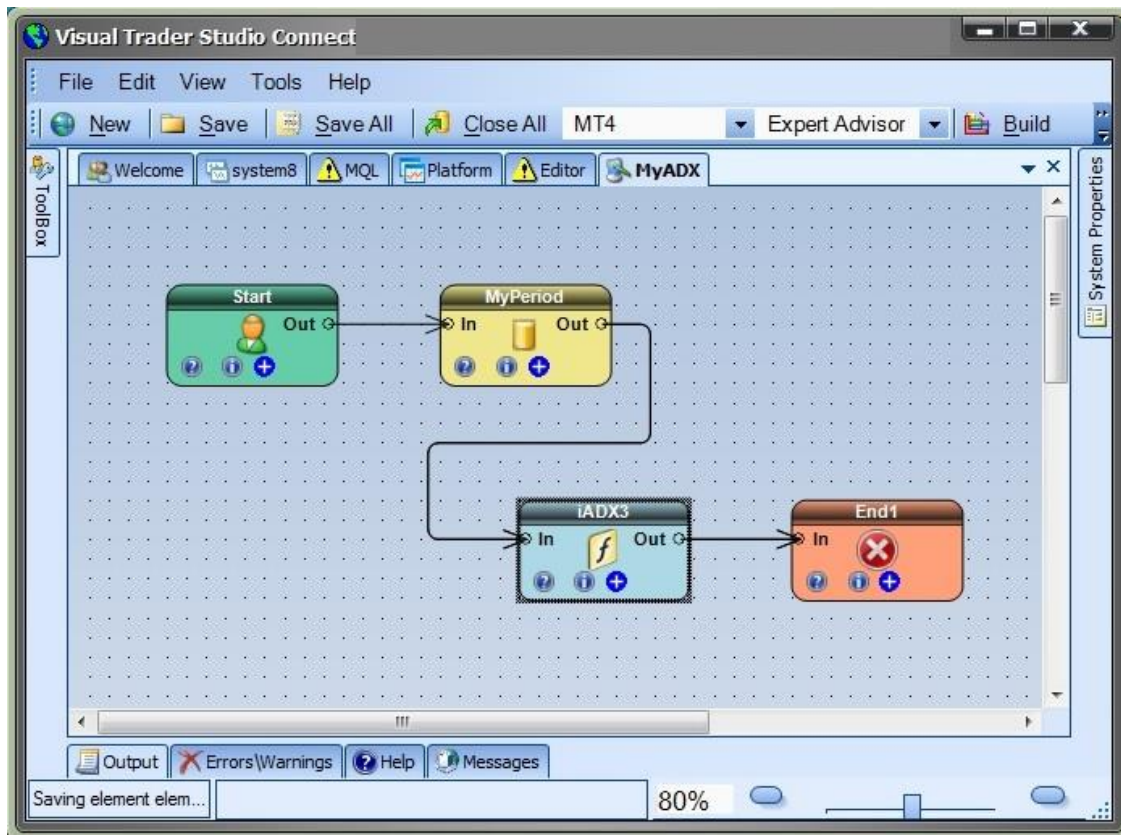 Visual Trader Studio Connect
File Edit View Tools Help
New Save Save All Close All MT4 Expert Advisor Build
ToolBox
Welcome system8 MQL Platform Editor MyADX
System Properties
Start
Out
MyPeriod
In Out
iADX3
In Out
End1
In
Output Errors\Warnings Help Messages
Saving element elem... 80%